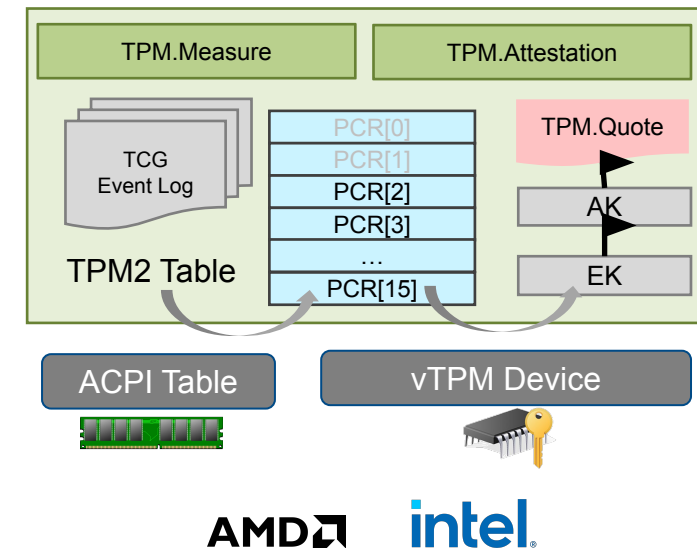 TPM.Measure
TPM.Attestation
TCG
Event Log
PCR[0]
PCR[1]
PCR[2]
PCR[3]
...
PCR[15]
TPM.Quote
AK
EK
TPM2 Table
ACPI Table
vTPM Device
AMD
intel.